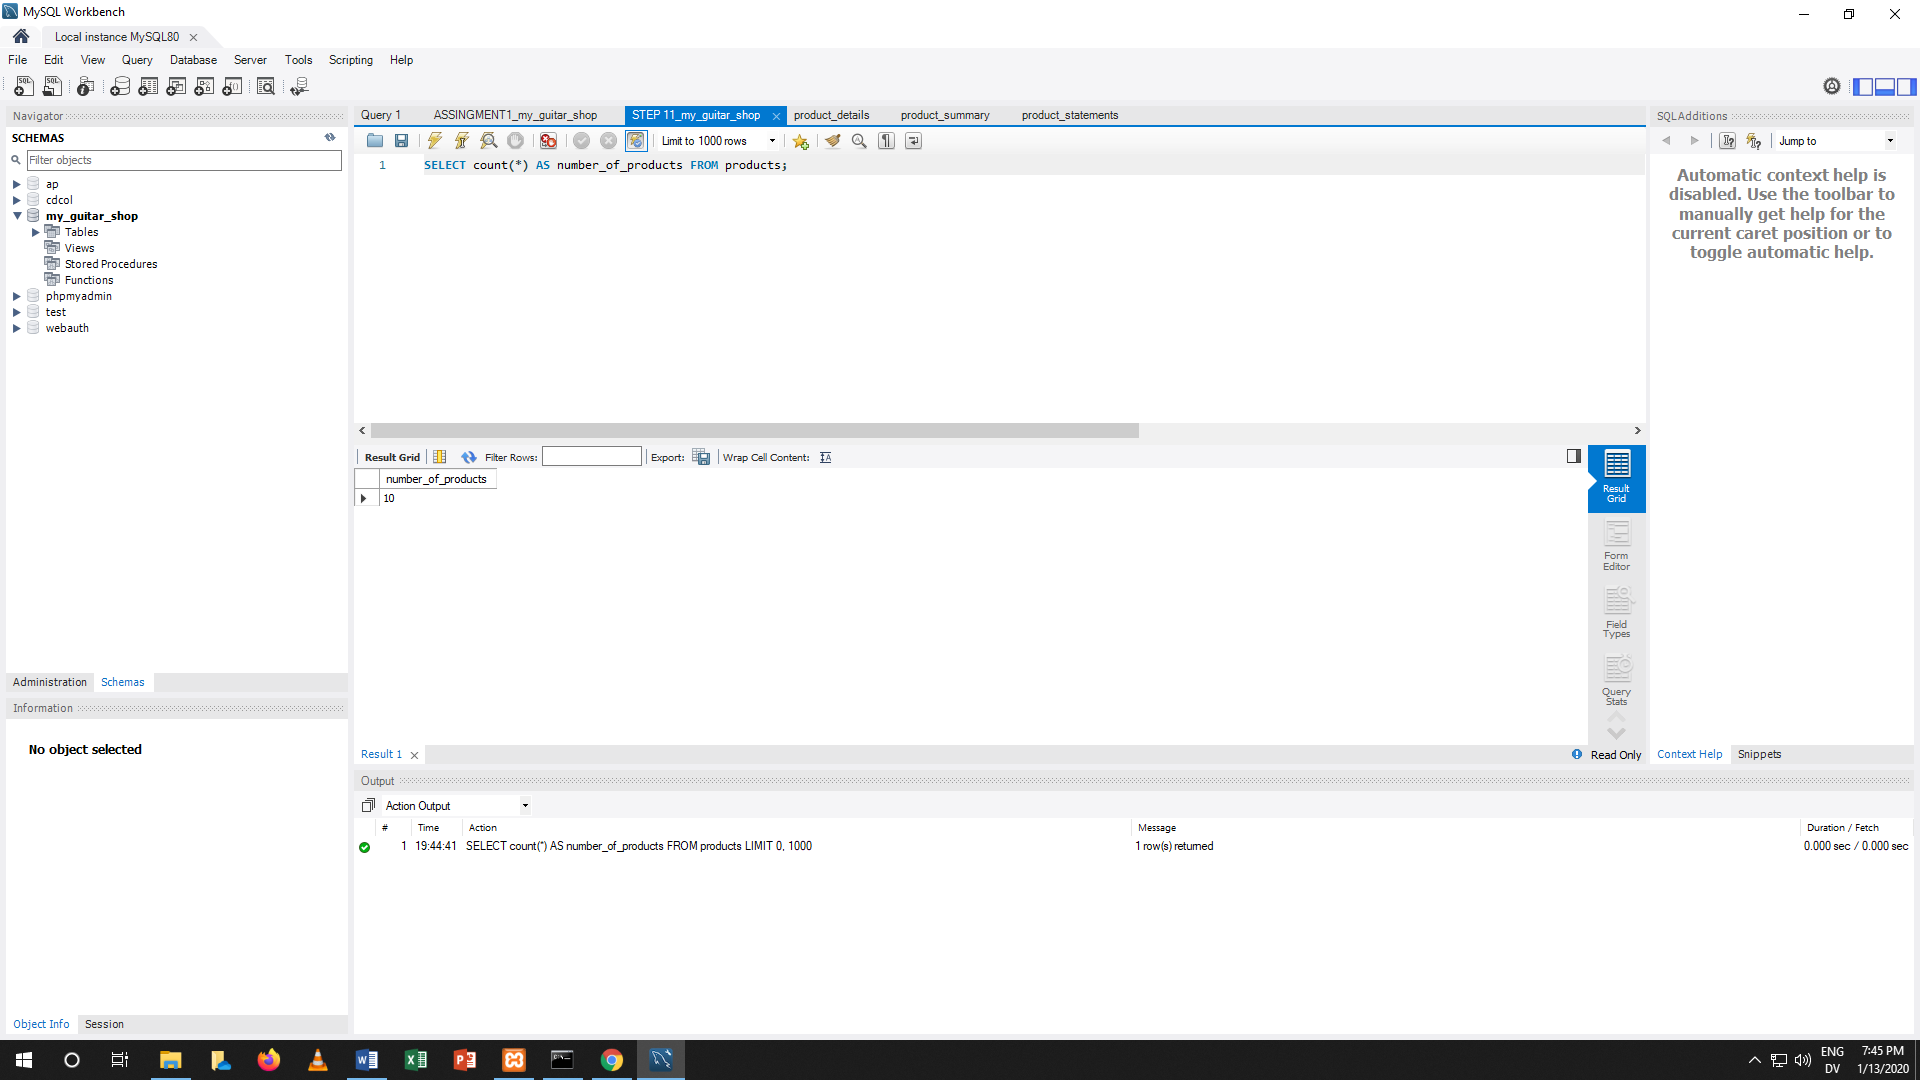 MySQL Workbench
Local instance MySQL80
File Edit View Query Database Server Tools Scripting Help
Navigator
SCHEMAS
Filter objects
ap
cdcol
my_guitar_shop
Tables
Views
Stored Procedures
Functions
phpmyadmin
test
webauth
Administration Schemas
Information
No object selected
Object Info Session
Query 1 ASSINGMENT1_my_guitar_shop STEP 11_my_guitar_shop product_details product_summary product_statements
Limit to 1000 rows
1 SELECT count(*) AS number_of_products FROM products;
Result Grid Filter Rows: Export: Wrap Cell Content:
number_of_products
10
Result Grid
Form Editor
Field Types
Query Stats
Result 1
Read Only
SQLAdditions
Jump to
Automatic context help is
disabled. Use the toolbar to
manually get help for the
current caret position or to
toggle automatic help.
Context Help Snippets
Output
Action Output
# Time Action Message Duration / Fetch
1 19:44:41 SELECT count(*) AS number_of_products FROM products LIMIT 0, 1000 1 row(s) returned 0.000 sec / 0.000 sec
ENG
DV
7:45 PM
1/13/2020